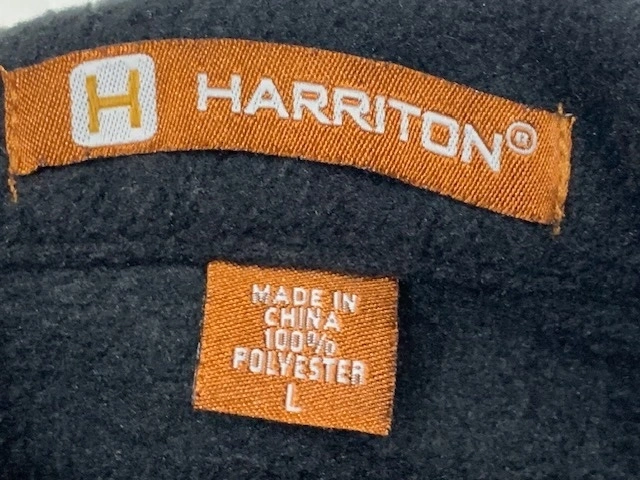 H HARRITON®
MADE IN
CHINA
100%
POLYESTER
L